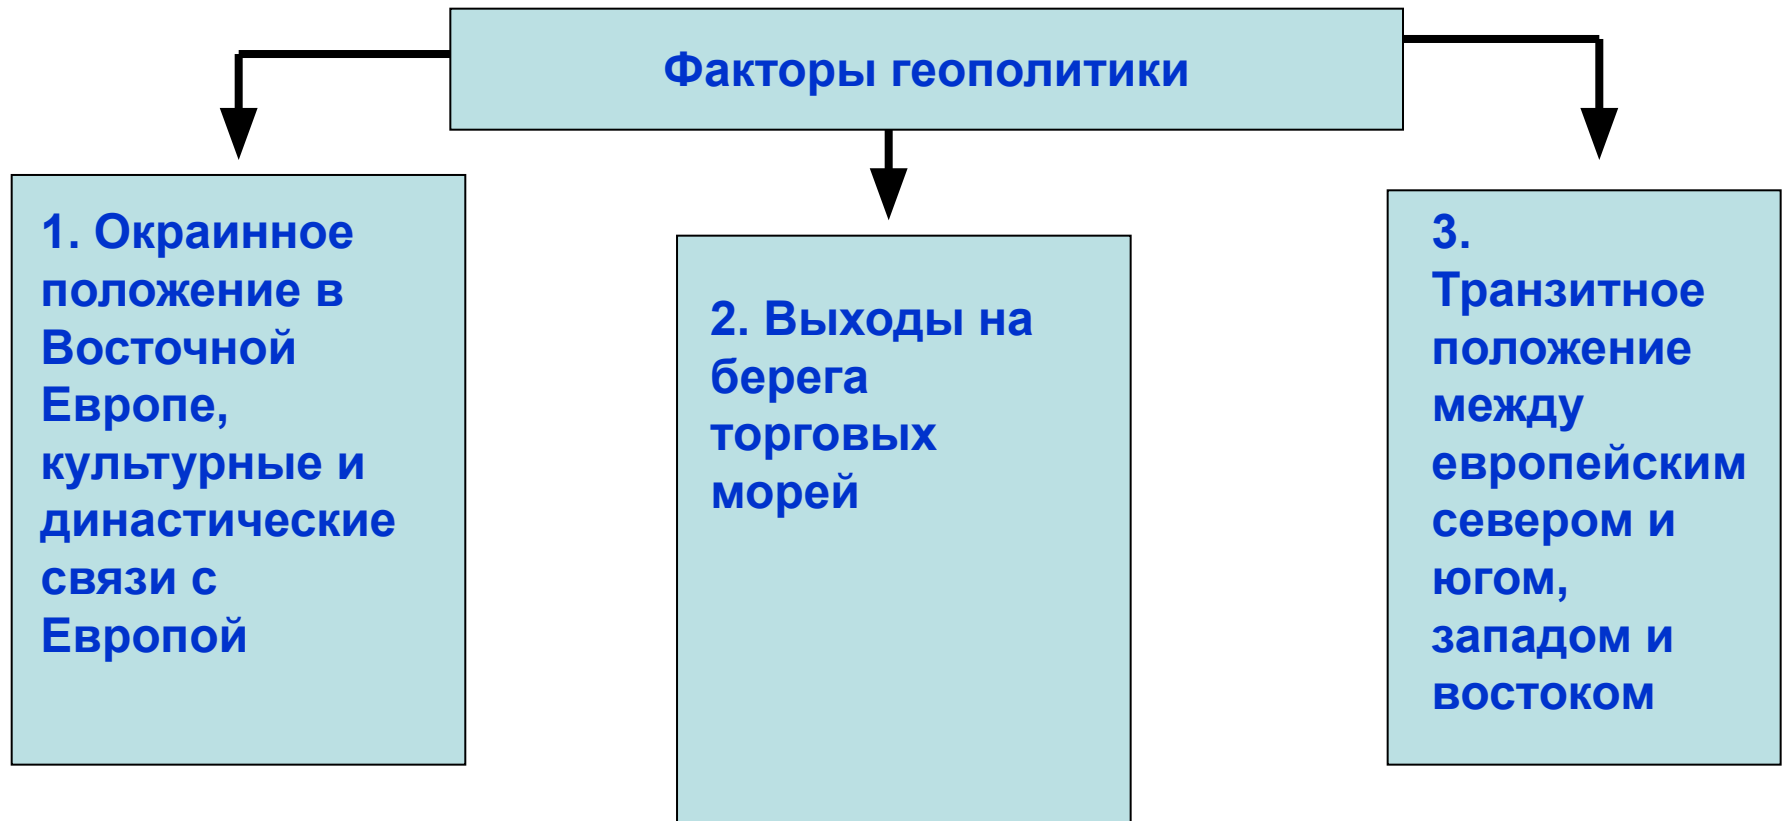 Факторы геополитики
1. Окраинное
положение в
Восточной
Европе,
культурные и
династические
связи с
Европой
2. Выходы на
берега
торговых
морей
3.
Транзитное
положение
между
европейским
севером и
югом,
западом и
востоком